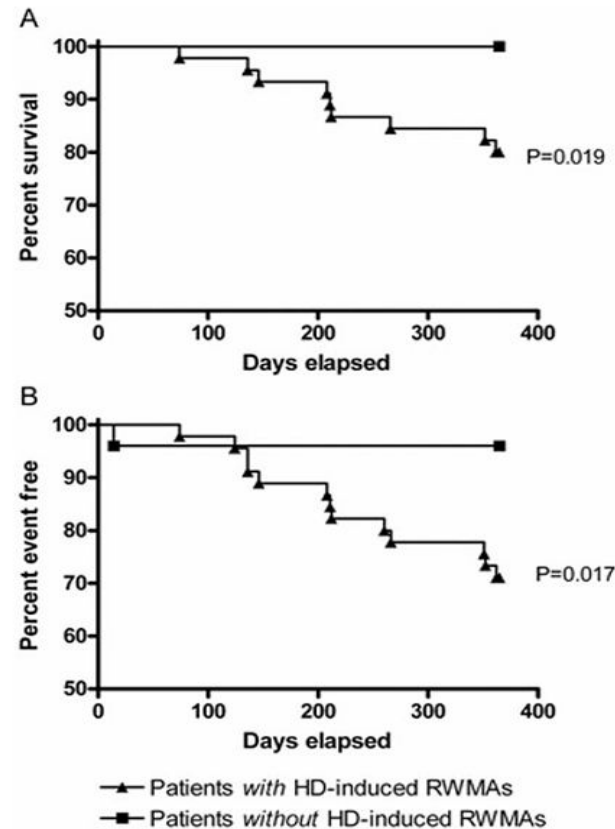 A
100
90
80
70
60
50
Percent survival
P=0.019
0 100 200 300 400
Days elapsed
B
100
90
80
70
60
50
Percent event free
P=0.017
0 100 200 300 400
Days elapsed
Patients with HD-induced RWMAs
Patients without HD-induced RWMAs